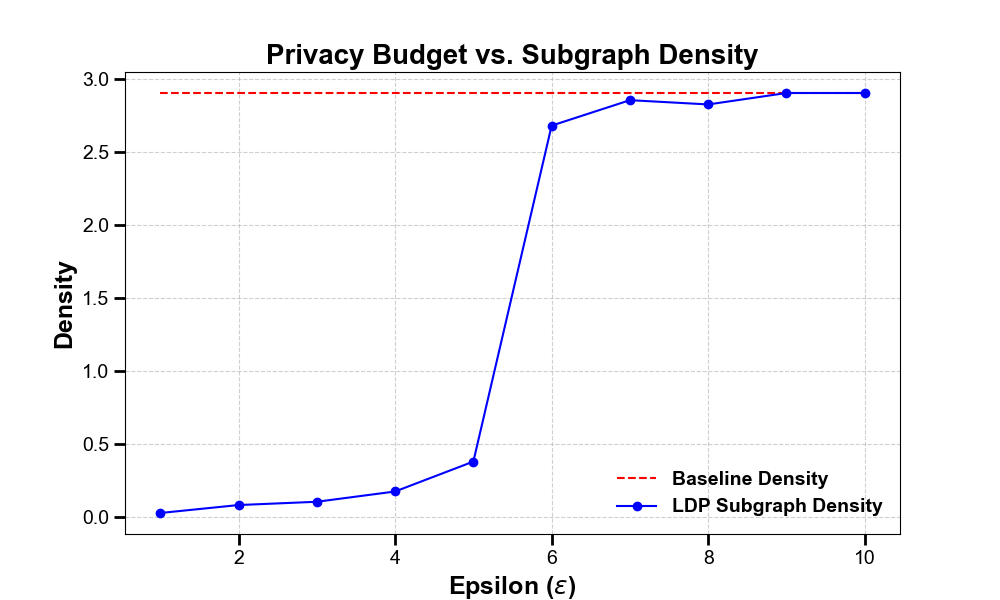 Privacy Budget vs. Subgraph Density
Density
3.0
2.5
2.0
1.5
1.0
0.5
0.0
2 4 6 8 10
Epsilon (ε)
Baseline Density
LDP Subgraph Density